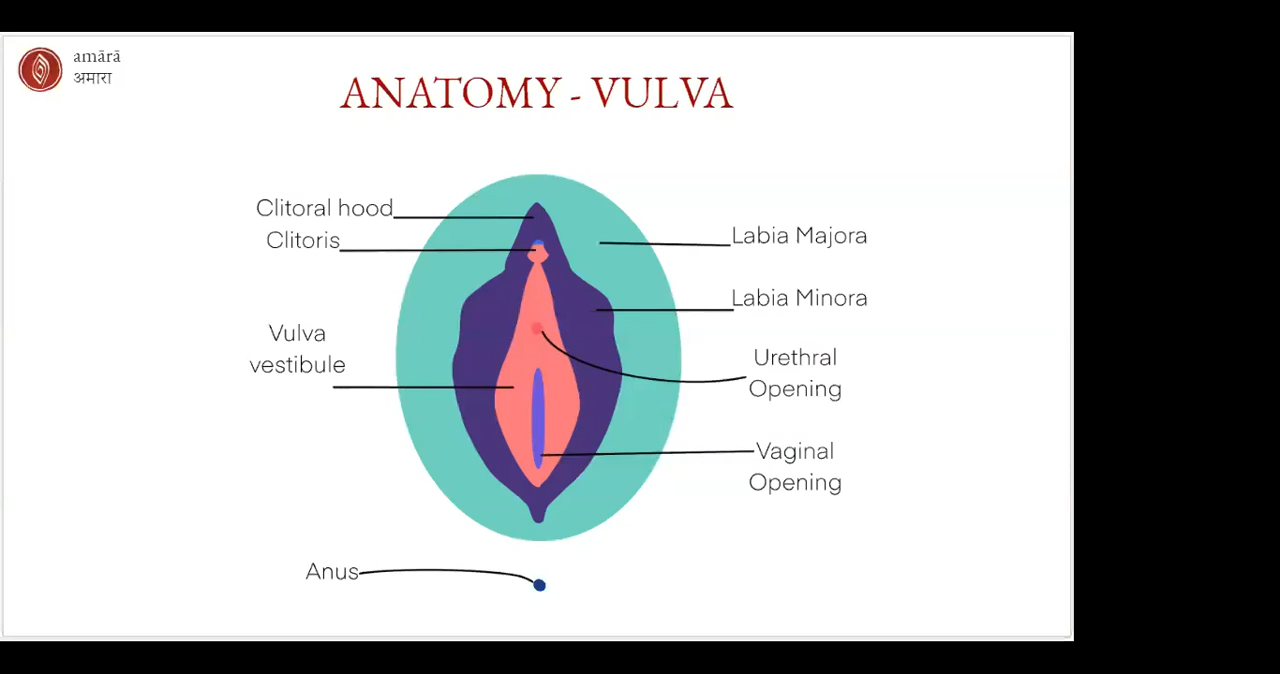 amārā
अमारा
ANATOMY - VULVA
Clitoral hood
Clitoris
Vulva
vestibule
Anus
Labia Majora
Labia Minora
Urethral
Opening
Vaginal
Opening